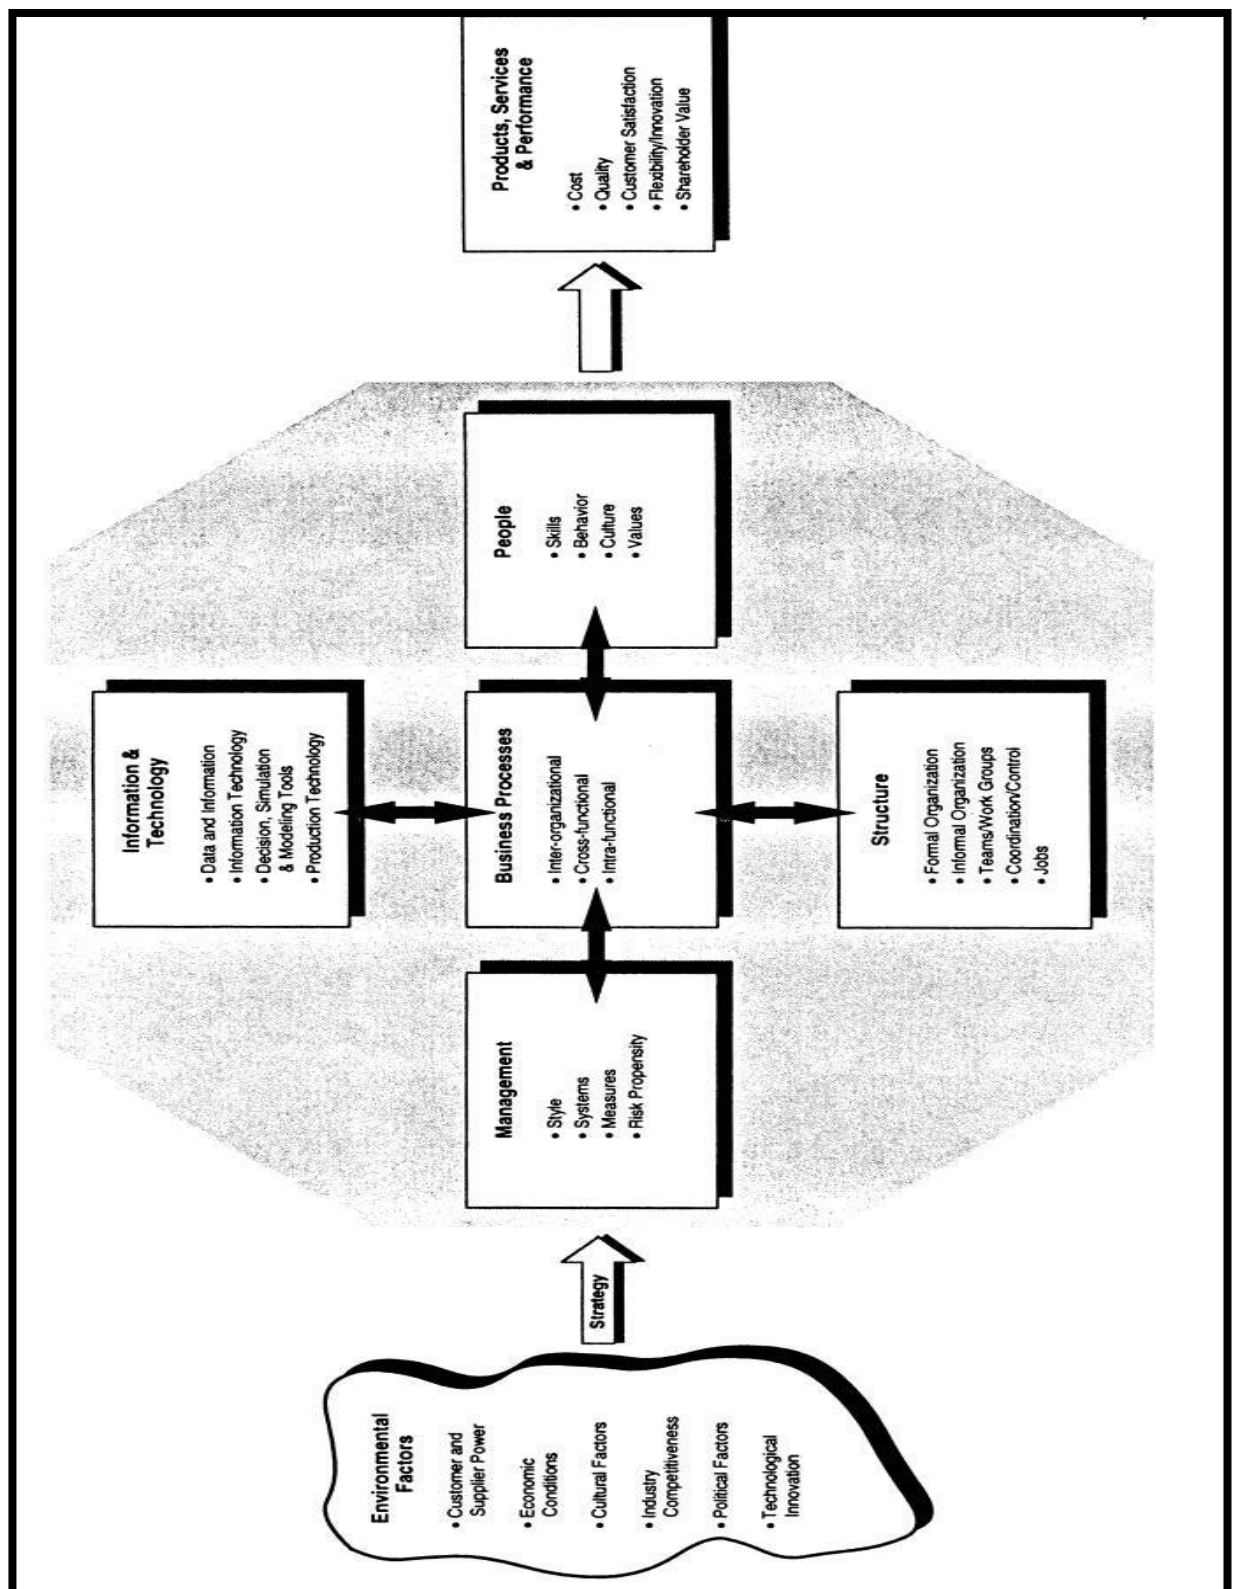 Environmental
Factors
• Customer and
Supplier Power
• Economic
Conditions
• Cultural Factors
• Industry
Competitiveness
• Political Factors
• Technological
Innovation
Strategy
Management
• Style
• Systems
• Measures
• Risk Propensity
Information &
Technology
• Data and Information
• Information Technology
• Decision, Simulation
& Modeling Tools
• Production Technology
Business Processes
• Inter-organizational
• Cross-functional
• Intra-functional
Structure
• Formal Organization
• Informal Organization
• Teams/Work Groups
• Coordination/Control
• Jobs
People
• Skills
• Behavior
• Culture
• Values
Products, Services
& Performance
• Cost
• Quality
• Customer Satisfaction
• Flexibility/Innovation
• Shareholder Value